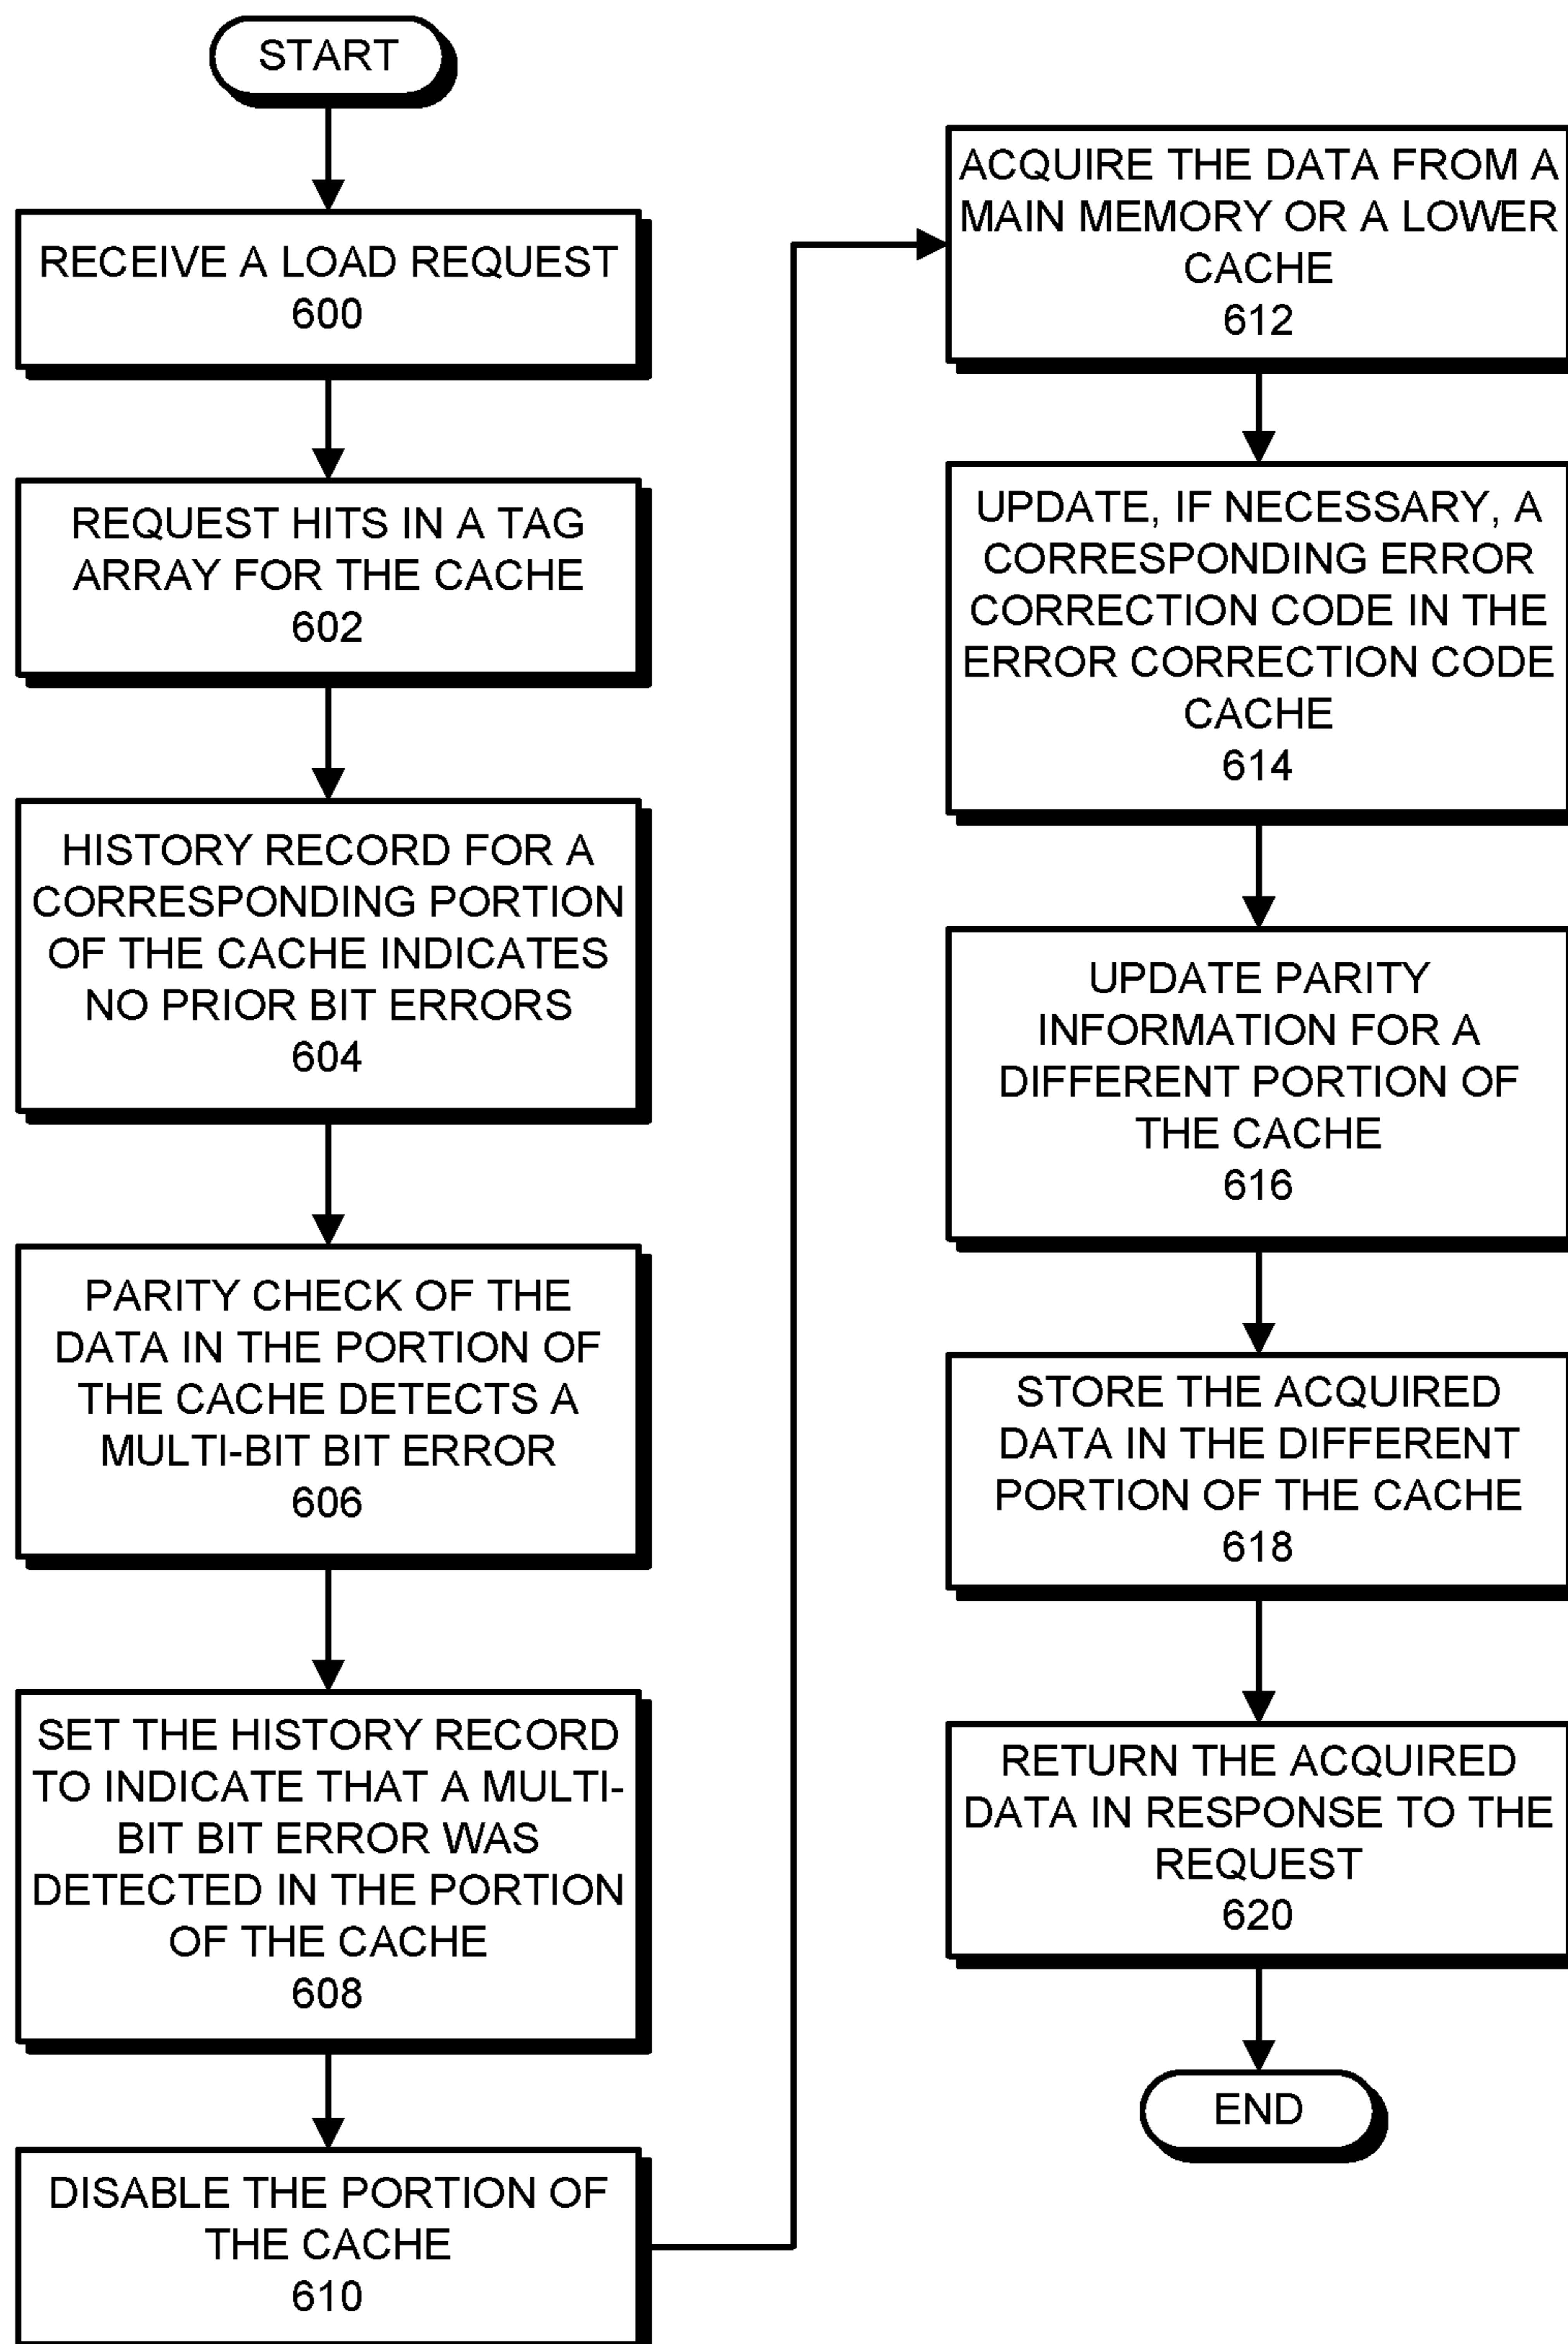 START
RECEIVE A LOAD REQUEST
600
REQUEST HITS IN A TAG
ARRAY FOR THE CACHE
602
HISTORY RECORD FOR A
CORRESPONDING PORTION
OF THE CACHE INDICATES
NO PRIOR BIT ERRORS
604
PARITY CHECK OF THE
DATA IN THE PORTION OF
THE CACHE DETECTS A
MULTI-BIT BIT ERROR
606
SET THE HISTORY RECORD
TO INDICATE THAT A MULTI-
BIT BIT ERROR WAS
DETECTED IN THE PORTION
OF THE CACHE
608
DISABLE THE PORTION OF
THE CACHE
610
ACQUIRE THE DATA FROM A
MAIN MEMORY OR A LOWER
CACHE
612
UPDATE, IF NECESSARY, A
CORRESPONDING ERROR
CORRECTION CODE IN THE
ERROR CORRECTION CODE
CACHE
614
UPDATE PARITY
INFORMATION FOR A
DIFFERENT PORTION OF
THE CACHE
616
STORE THE ACQUIRED
DATA IN THE DIFFERENT
PORTION OF THE CACHE
618
RETURN THE ACQUIRED
DATA IN RESPONSE TO THE
REQUEST
620
END